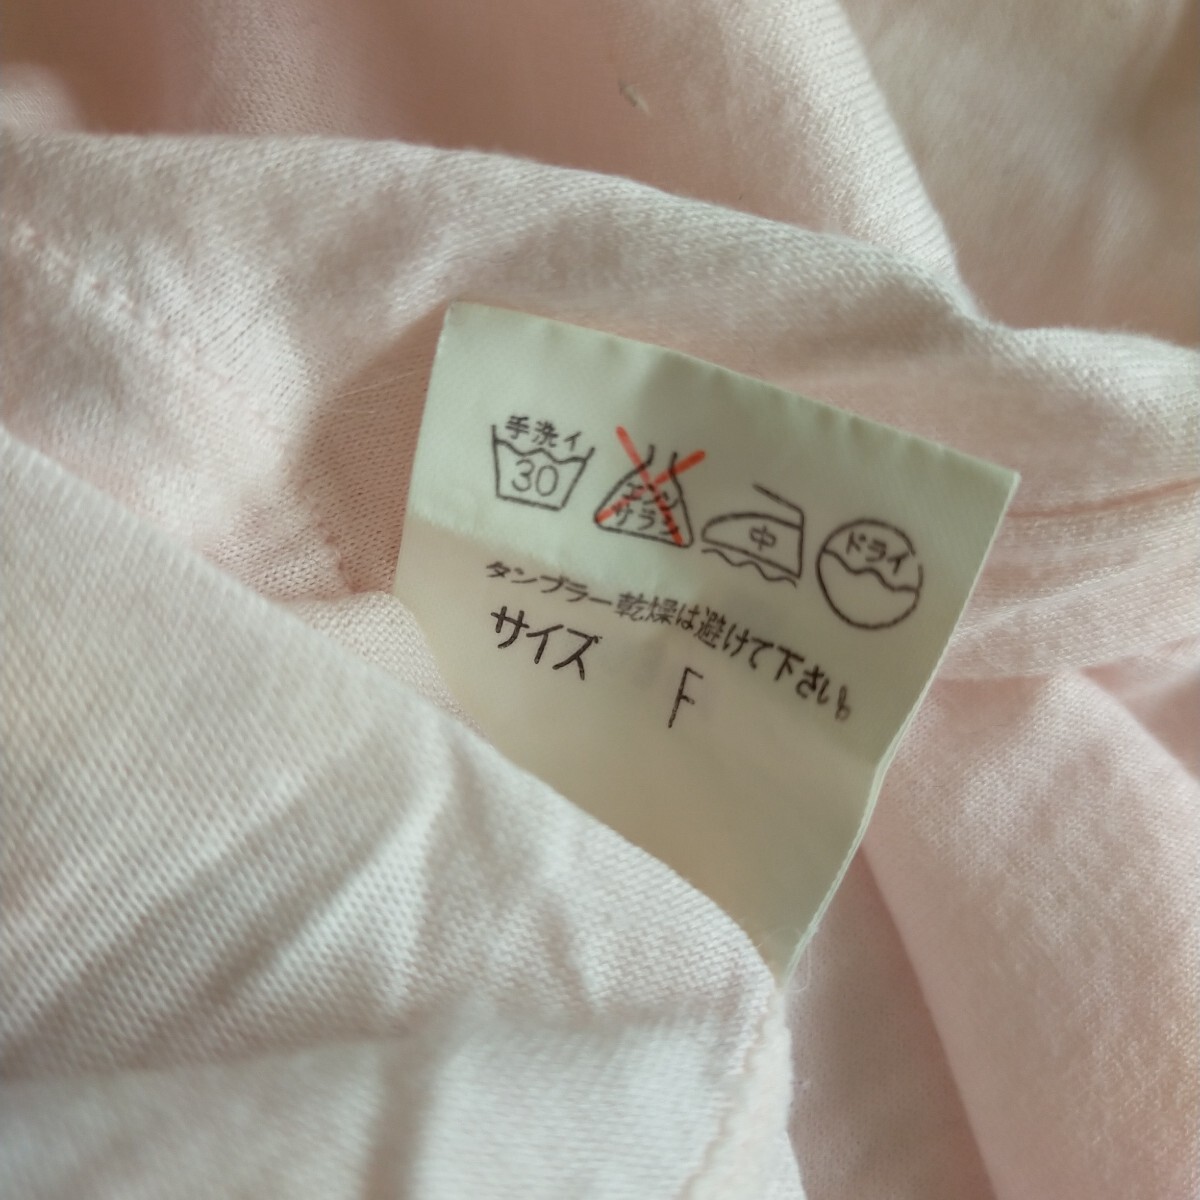 手洗イ 30
エンソ サラシ
中
ドライ
タンブラー乾燥は避けて下さい
サイズ F